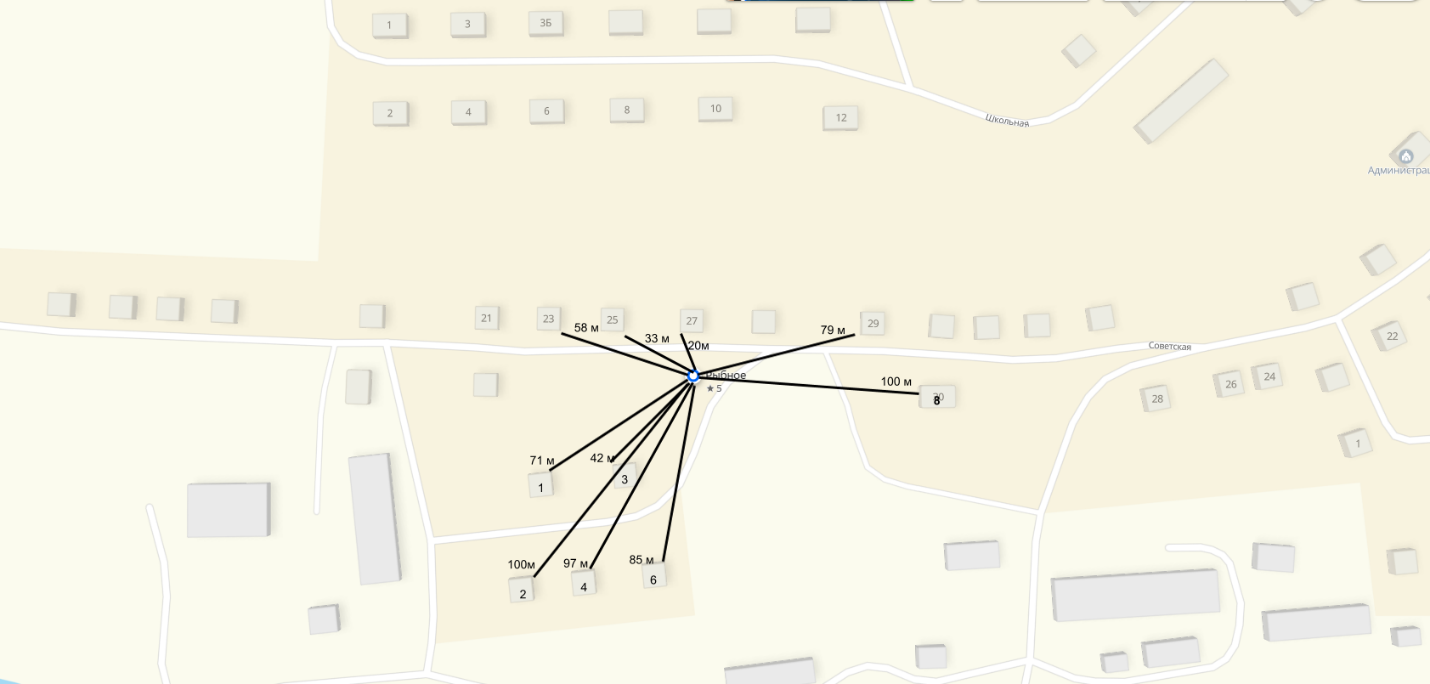 1
3
3Б
2
4
6
8
10
12
Школьная
Администрац
21
23
25
27
29
58 м
33 м
20м
79 м
22
Советская
Рыбное
★5
100 м
8
28
26
24
1
71 м
42 м
1
3
100м
97 м
85 м
2
4
6